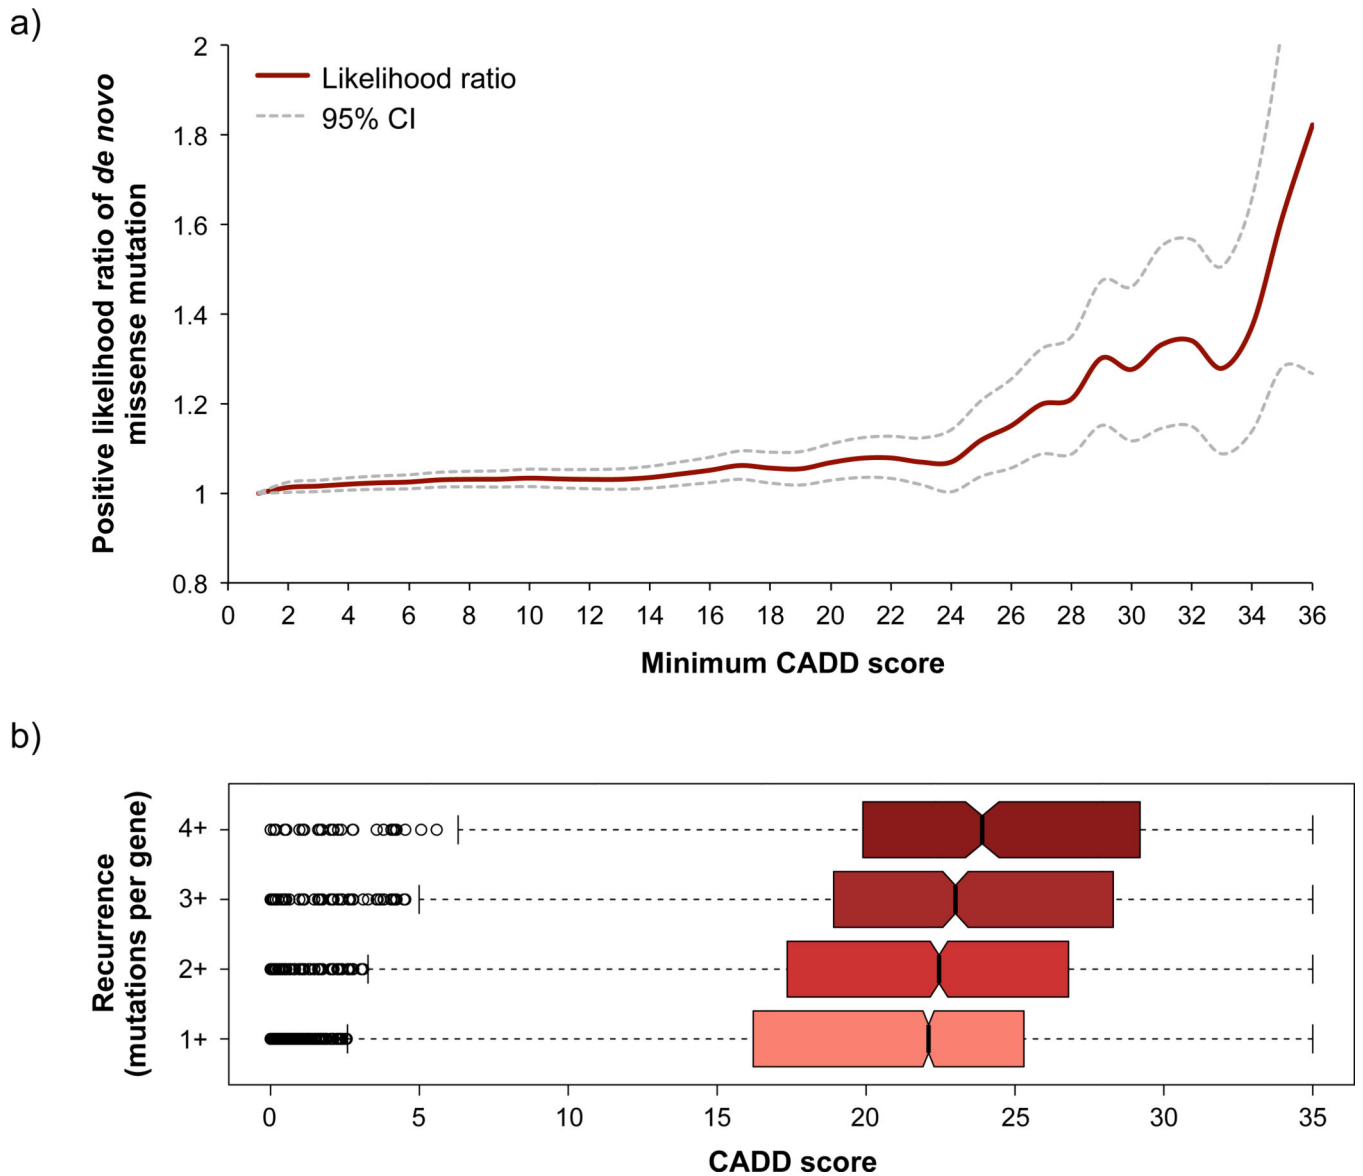 a)
Positive likelihood ratio of de novo
missense mutation
2
1.8
1.6
1.4
1.2
1
0.8
Likelihood ratio
95% CI
0 2 4 6 8 10 12 14 16 18 20 22 24 26 28 30 32 34 36
Minimum CADD score
b)
Recurrence
(mutations per gene)
4+
3+
2+
1+
0 5 10 15 20 25 30 35
CADD score